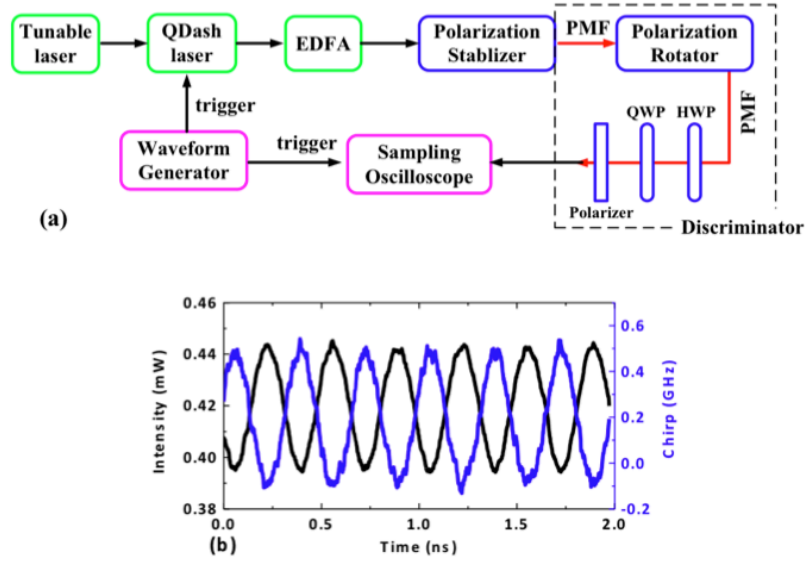 Tunable
laser
QDash
laser
EDFA
Polarization
Stablizer
PMF
Polarization
Rotator
trigger
PMF
QWP
HWP
Waveform
Generator
trigger
Sampling
Oscilloscope
Polarizer
(a)
Discriminator
0.46
0.44
0.42
0.40
0.38
Intensity (mW)
0.6
0.4
0.2
0.0
-0.2
Chirp (GHz)
0.0
0.5
1.0
1.5
2.0
(b)
Time (ns)